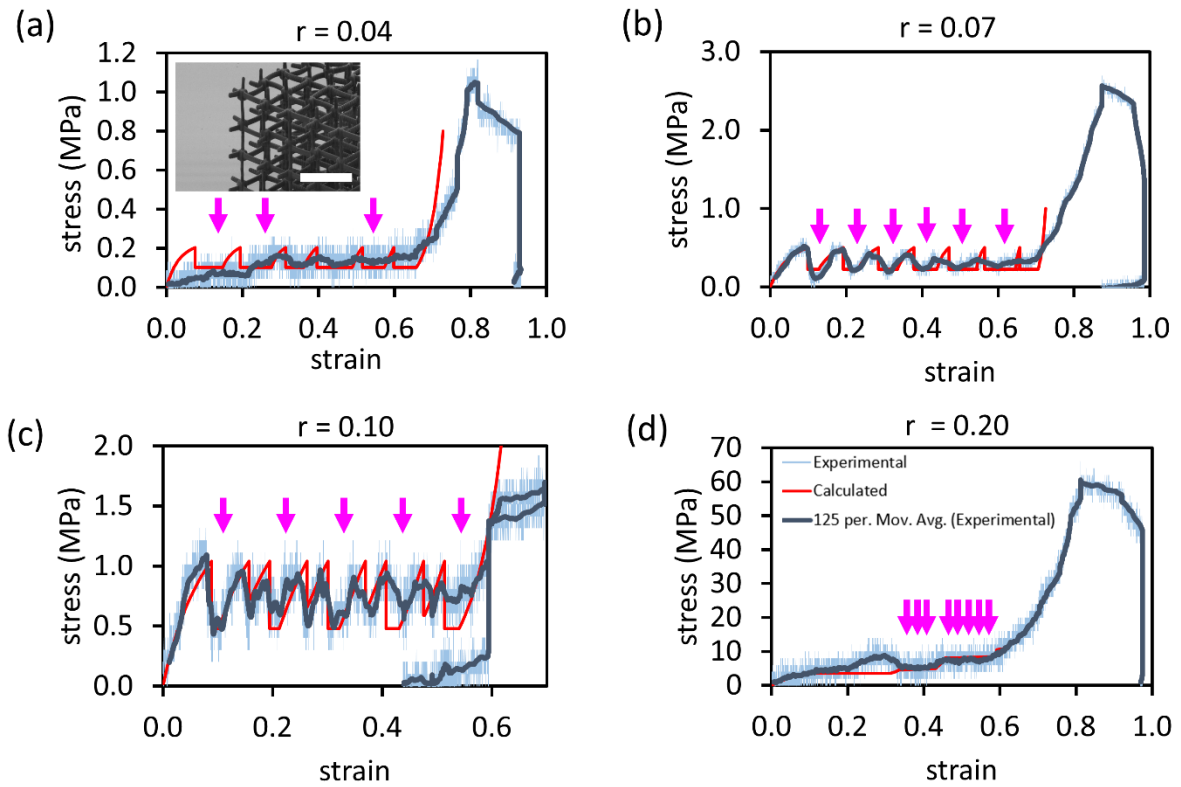 (a)
r = 0.04
stress (MPa)
1.2
1.0
0.8
0.6
0.4
0.2
0.0
0.0 0.2 0.4 0.6 0.8 1.0
strain
(b)
r = 0.07
stress (MPa)
3.0
2.0
1.0
0.0
0.0 0.2 0.4 0.6 0.8 1.0
strain
(c)
r = 0.10
stress (MPa)
2.0
1.5
1.0
0.5
0.0
0.0 0.2 0.4 0.6
strain
(d)
r = 0.20
stress (MPa)
70
60
50
40
30
20
10
0
Experimental
Calculated
125 per. Mov. Avg. (Experimental)
0.0 0.2 0.4 0.6 0.8 1.0
strain